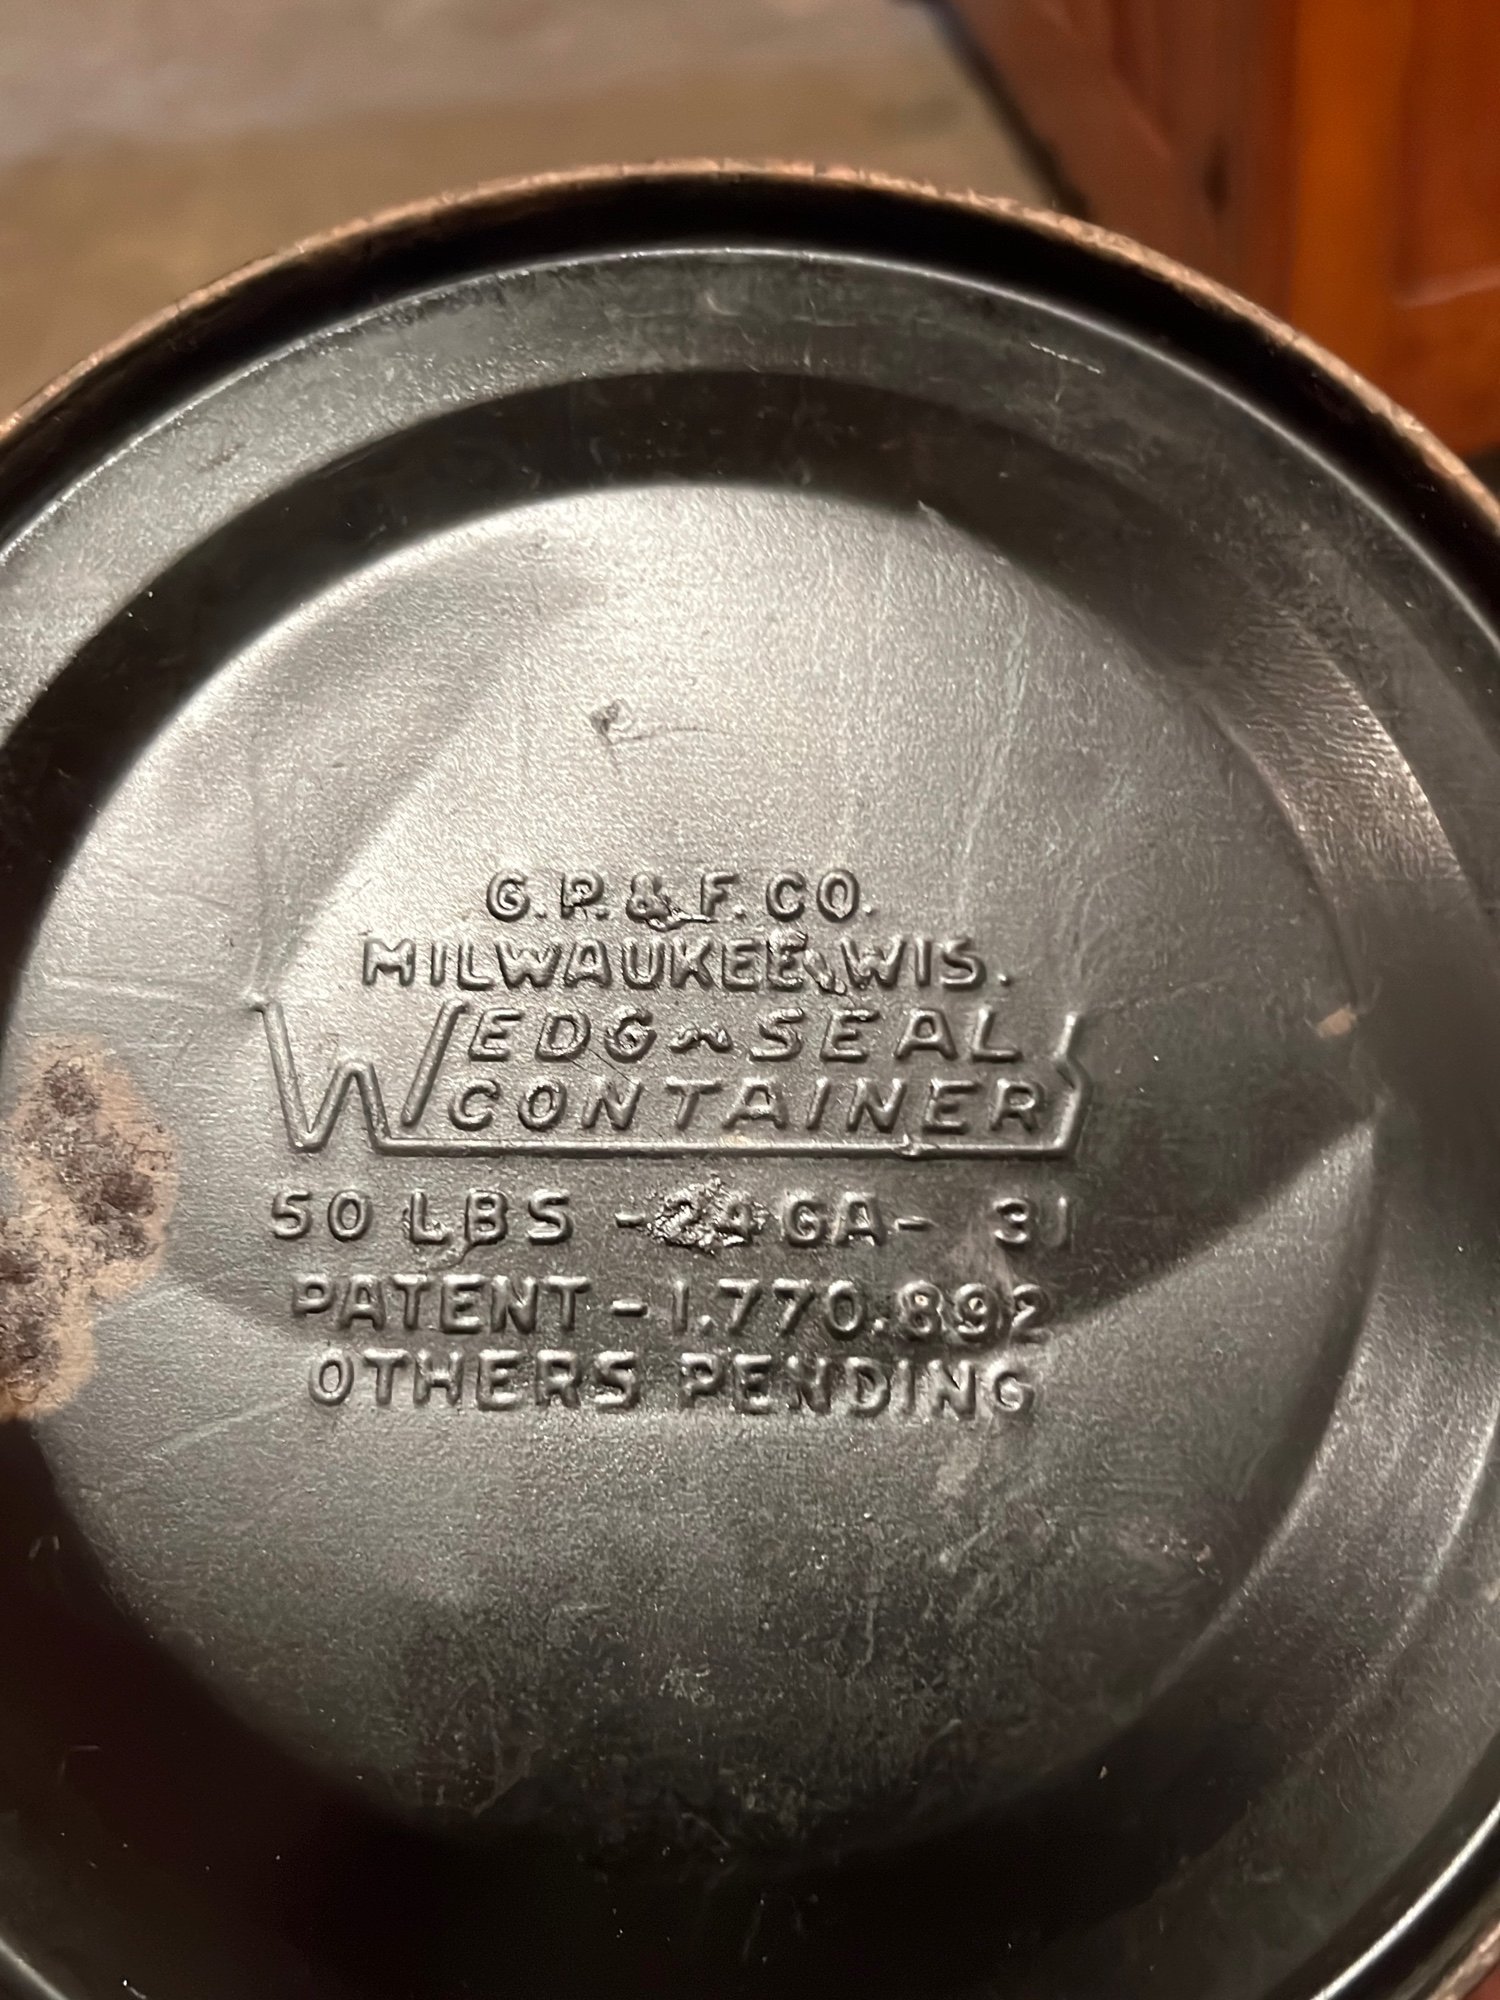 G.P. & F. CO.
MILWAUKEE, WIS.
WEDG~SEAL
CONTAINER
50 LBS - 24 GA - 31
PATENT - 1.770.892
OTHERS PENDING